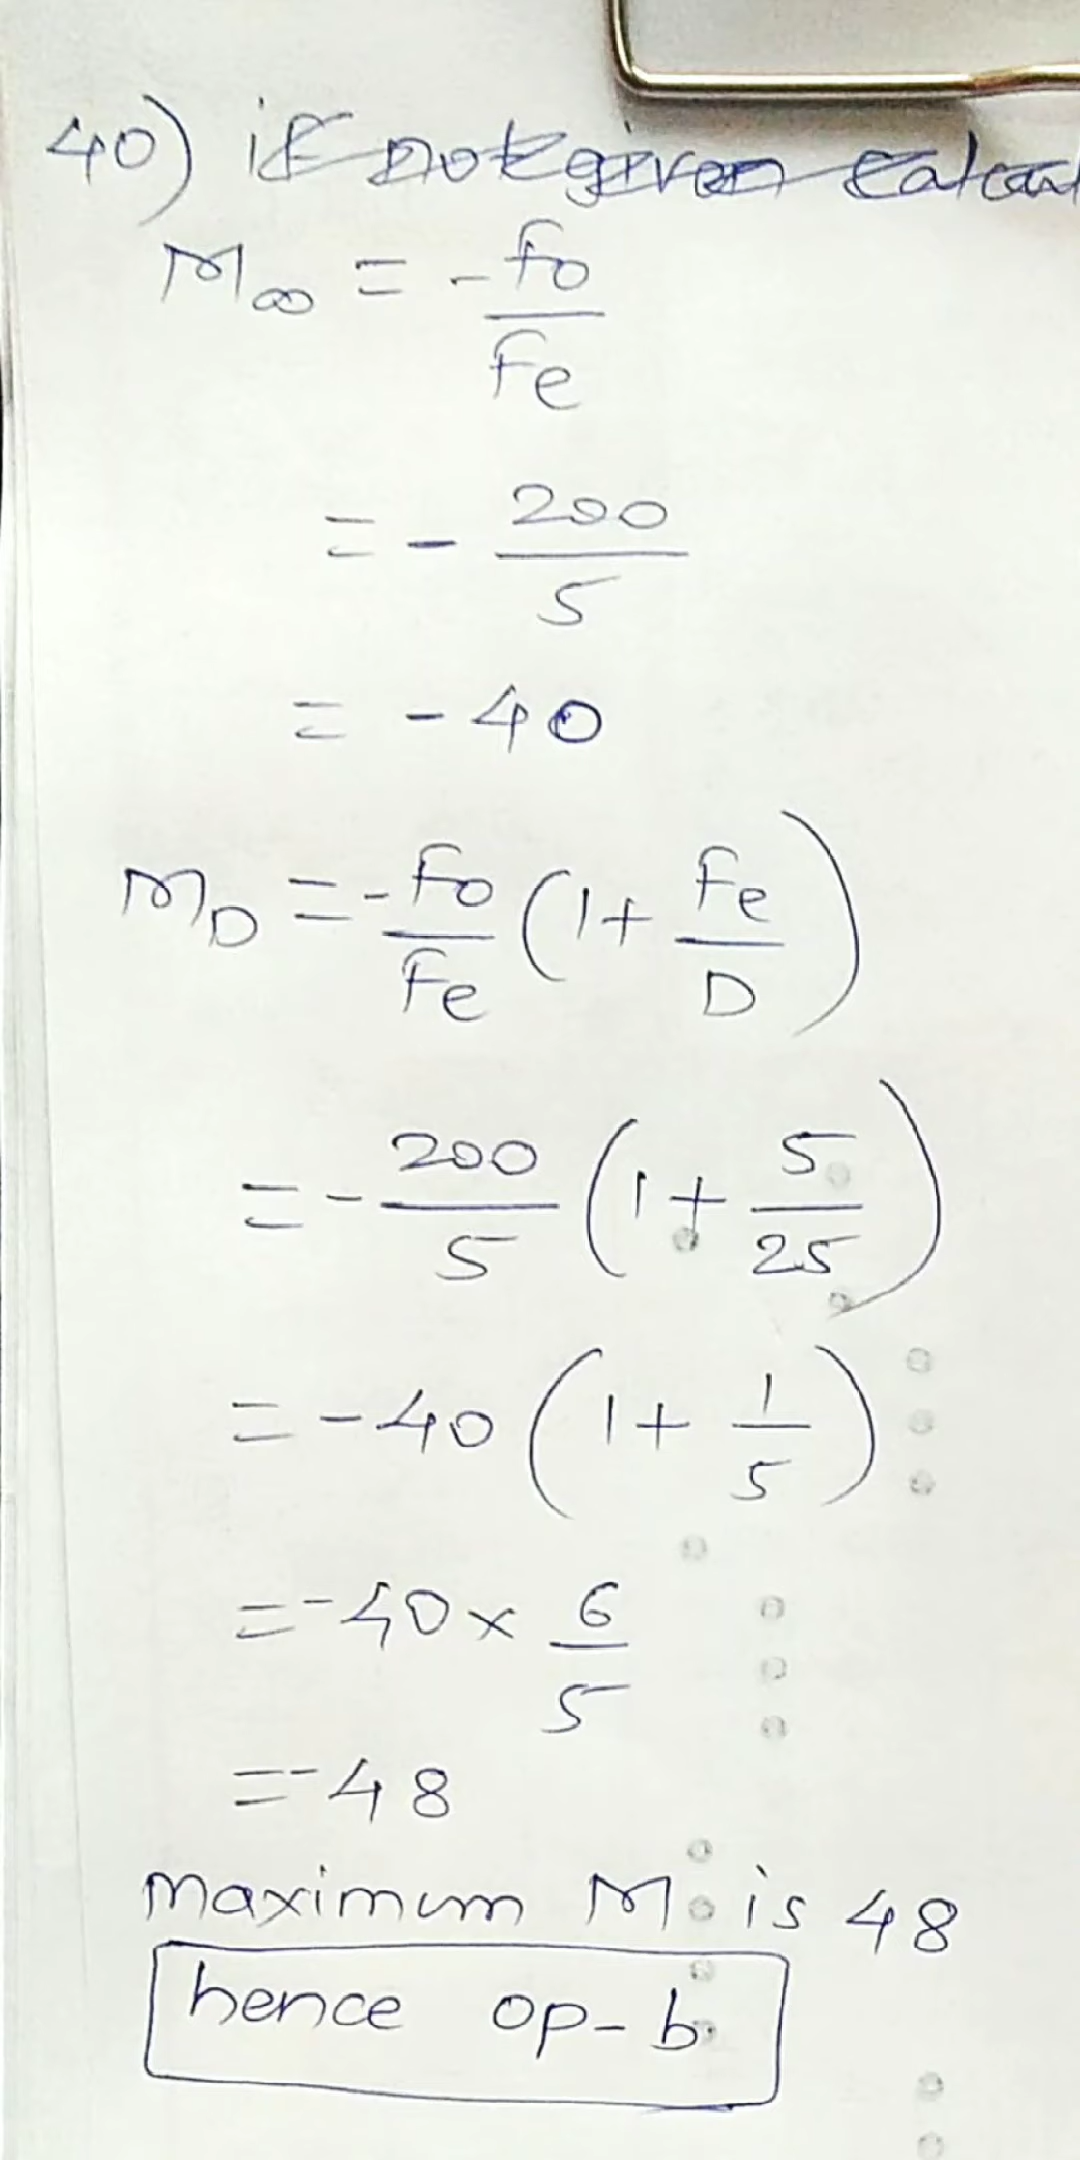 40) if not given calcul
M∞ = - fo/fe
= - 200/5
= - 40
MD = - fo/fe (1 + fe/D)
= - 200/5 (1 + 5/25)
= - 40 (1 + 1/5)
= - 40 × 6/5
= - 48
maximum M is 48
hence op - b